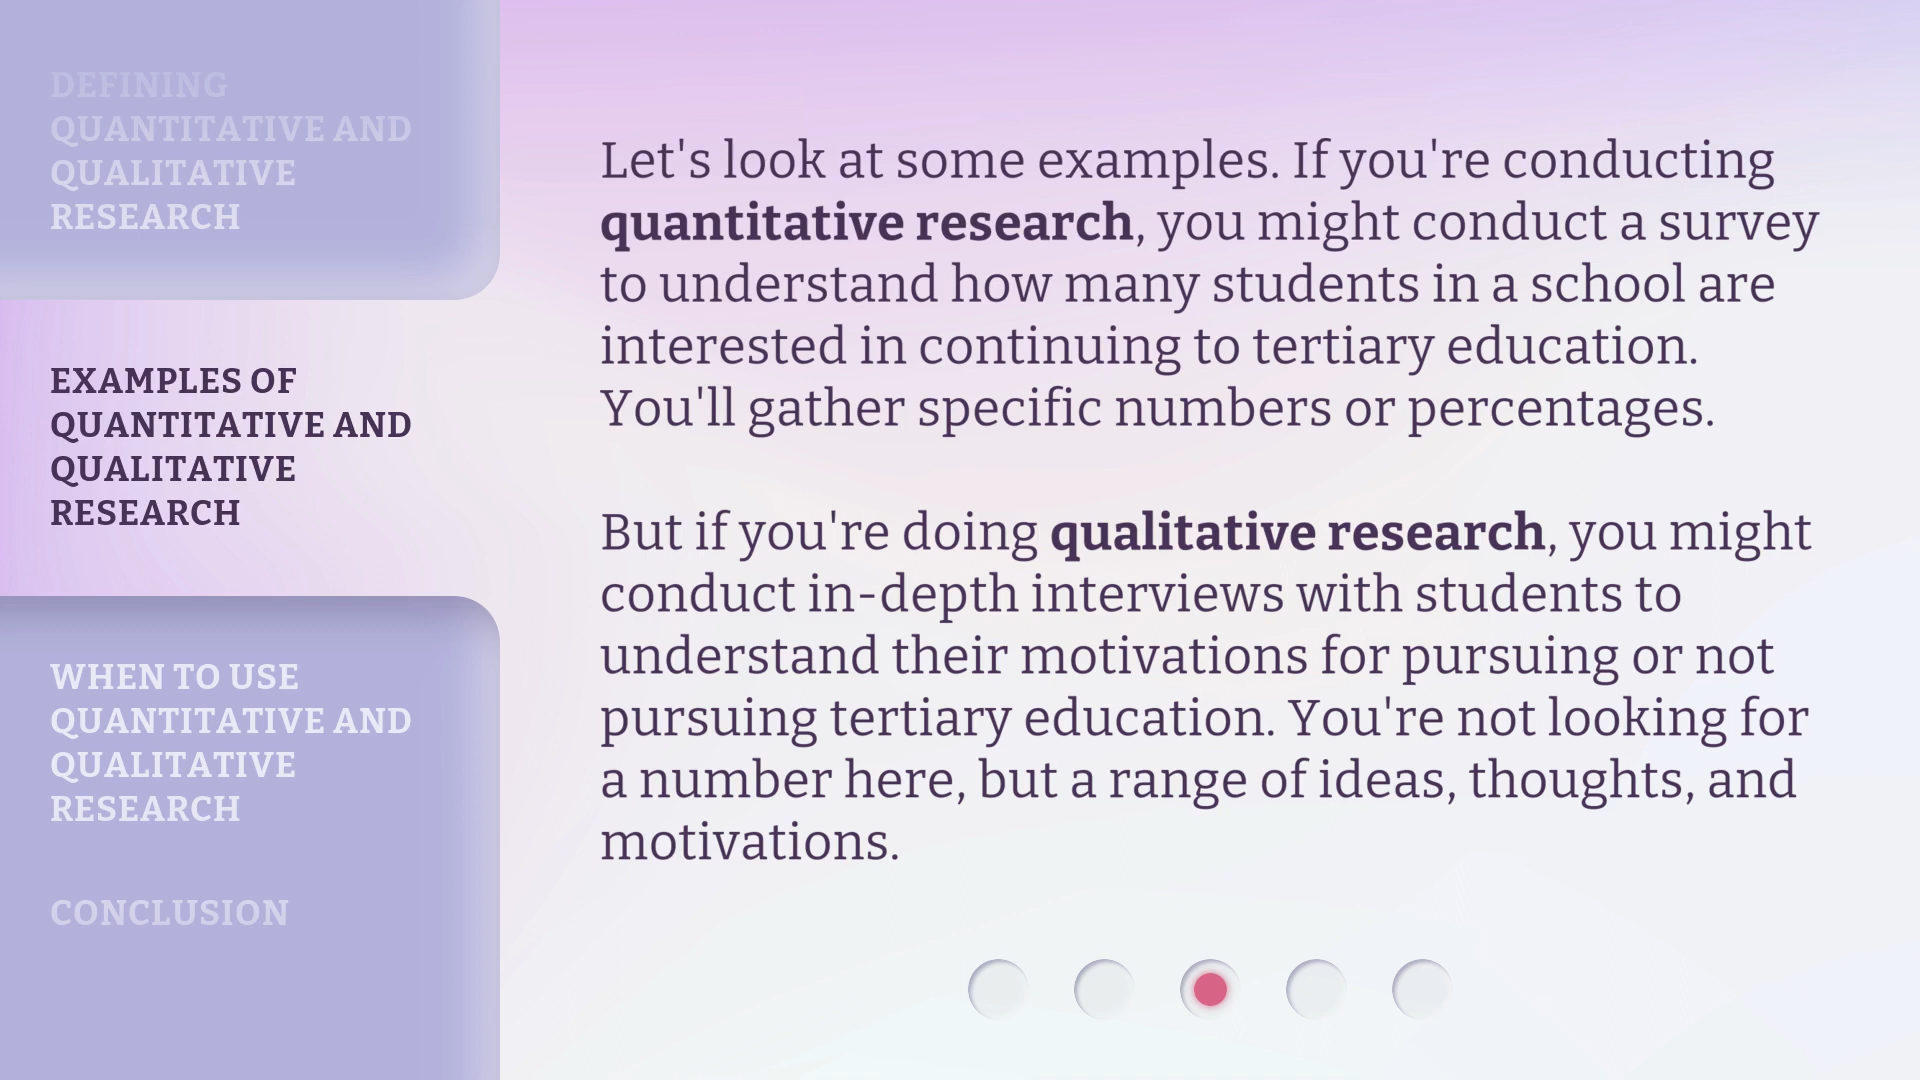 DEFINING
QUANTITATIVE AND
QUALITATIVE
RESEARCH
EXAMPLES OF
QUANTITATIVE AND
QUALITATIVE
RESEARCH
WHEN TO USE
QUANTITATIVE AND
QUALITATIVE
RESEARCH
CONCLUSION
Let's look at some examples. If you're conducting
quantitative research, you might conduct a survey
to understand how many students in a school are
interested in continuing to tertiary education.
You'll gather specific numbers or percentages.
But if you're doing qualitative research, you might
conduct in-depth interviews with students to
understand their motivations for pursuing or not
pursuing tertiary education. You're not looking for
a number here, but a range of ideas, thoughts, and
motivations.